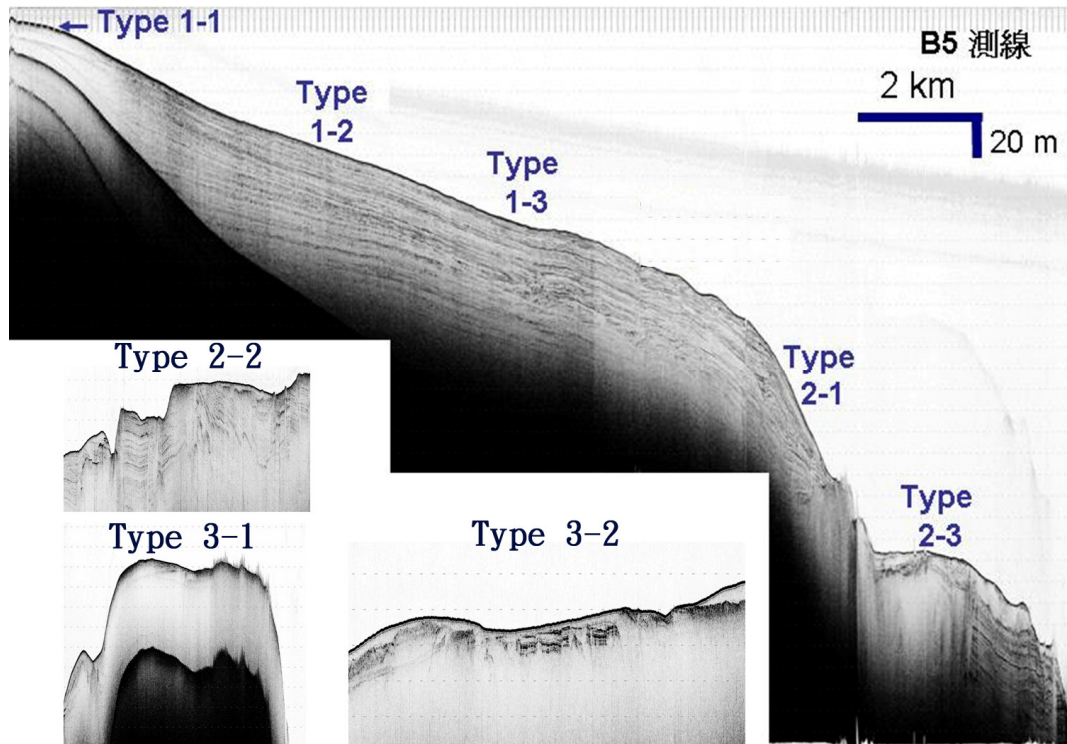 Type 1-1
B5 測線
2 km
20 m
Type
1-2
Type
1-3
Type
2-1
Type 2-2
Type
2-3
Type 3-1
Type 3-2